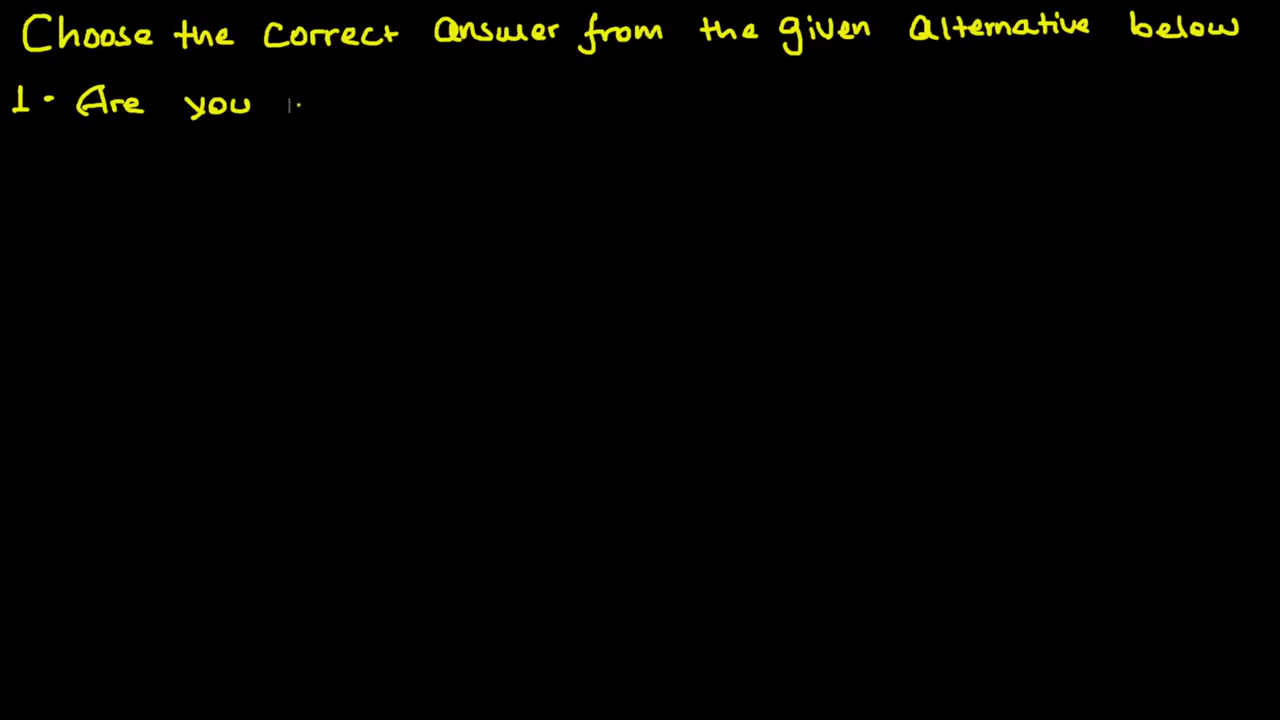 Choose the correct answer from the given alternative below
1. Are you